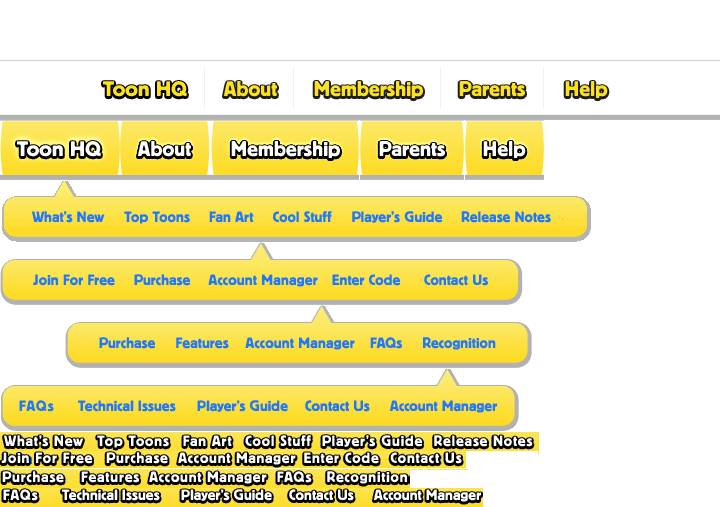 Toon HQ About Membership Parents Help
Toon HQ About Membership Parents Help
What's New Top Toons Fan Art Cool Stuff Player's Guide Release Notes
Join For Free Purchase Account Manager Enter Code Contact Us
Purchase Features Account Manager FAQs Recognition
FAQs Technical Issues Player's Guide Contact Us Account Manager
What's New Top Toons Fan Art Cool Stuff Player's Guide Release Notes
Join For Free Purchase Account Manager Enter Code Contact Us
Purchase Features Account Manager FAQs Recognition
FAQs Technical Issues Player's Guide Contact Us Account Manager